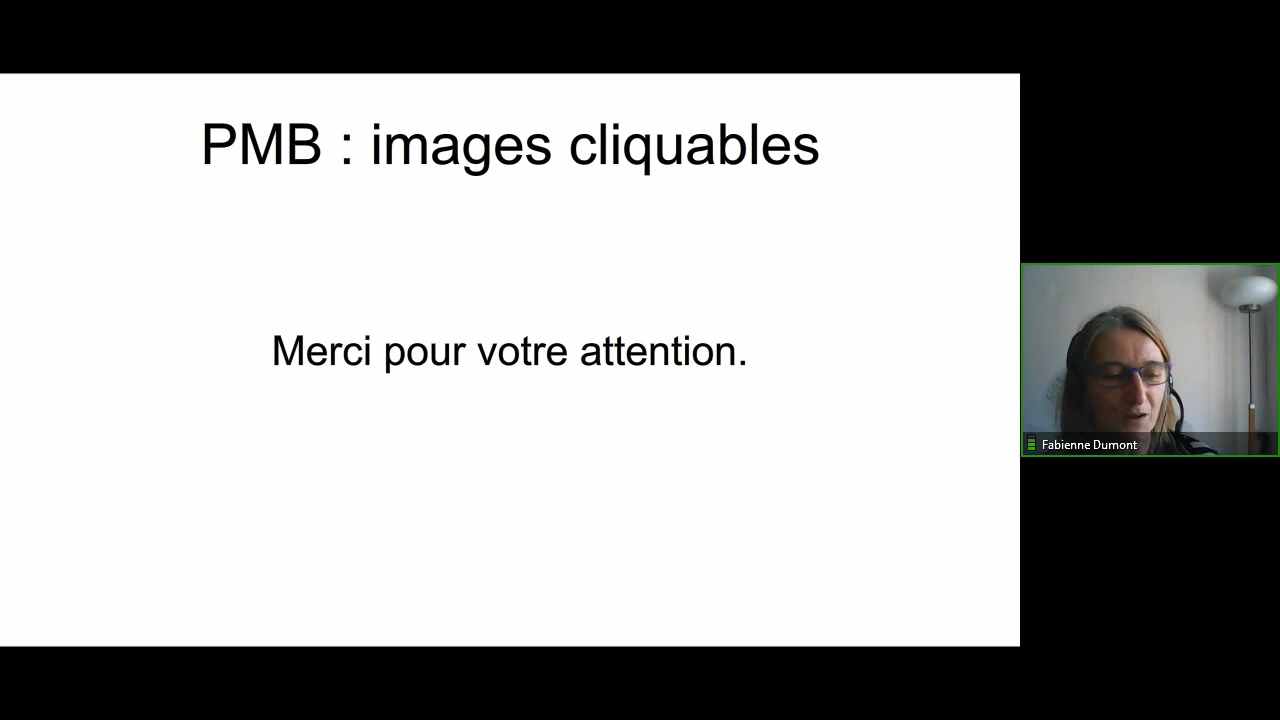 PMB : images cliquables
Merci pour votre attention.
Fabienne Dumont